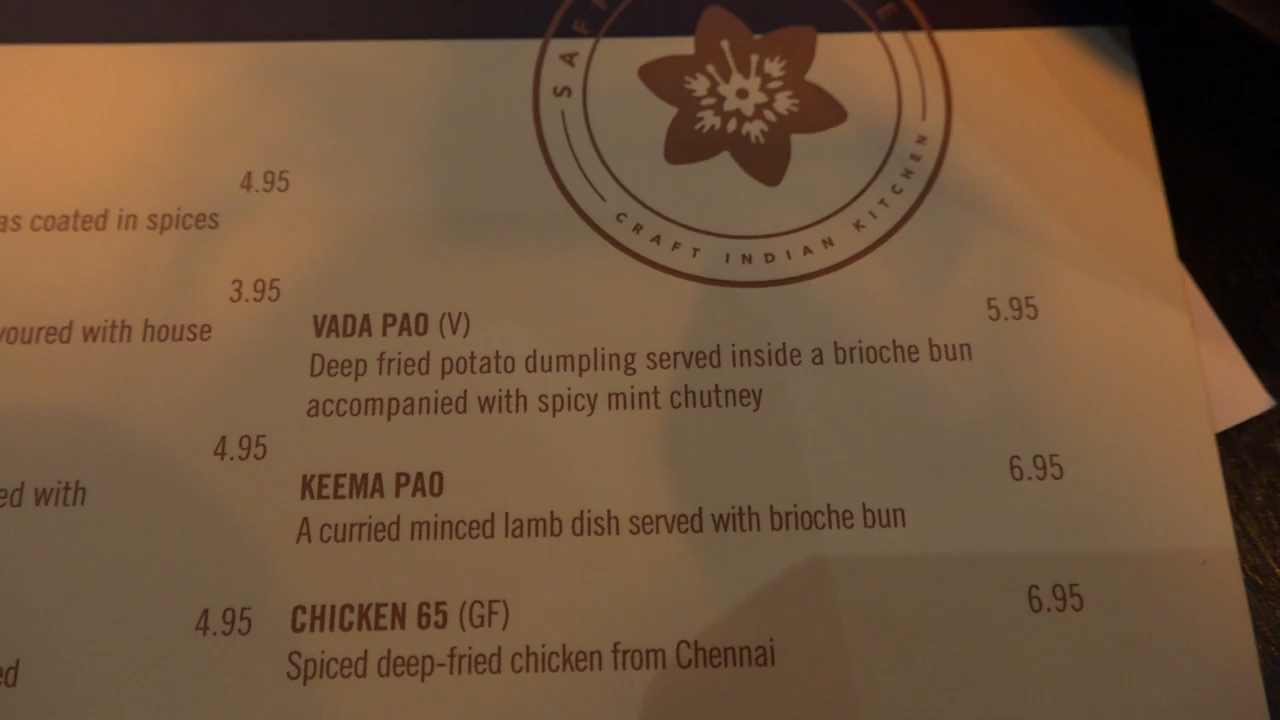 CRAFT INDIAN KITCHEN
4.95
as coated in spices
3.95
voured with house
4.95
ed with
4.95
ed
VADA PAO (V) 5.95
Deep fried potato dumpling served inside a brioche bun
accompanied with spicy mint chutney
KEEMA PAO 6.95
A curried minced lamb dish served with brioche bun
CHICKEN 65 (GF) 6.95
Spiced deep-fried chicken from Chennai